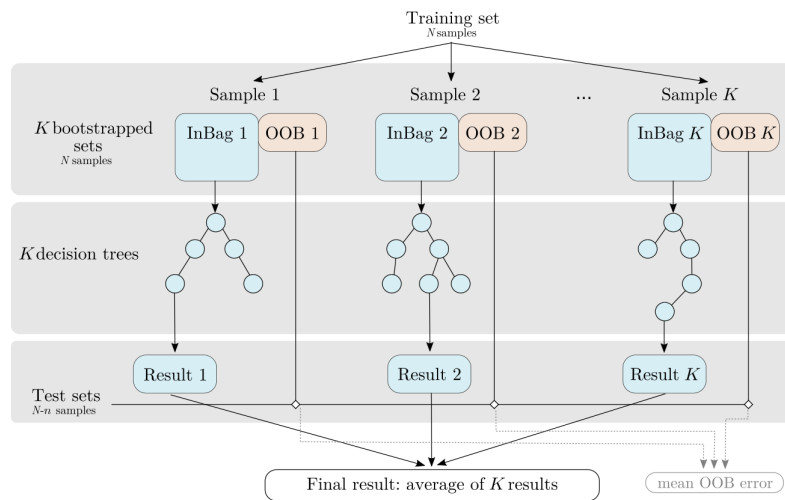 Training set
N samples
Sample 1
Sample 2
...
Sample K
K bootstrapped
sets
N samples
InBag 1
OOB 1
InBag 2
OOB 2
InBag K
OOB K
K decision trees
Result 1
Result 2
Result K
Test sets
N-n samples
Final result: average of K results
mean OOB error